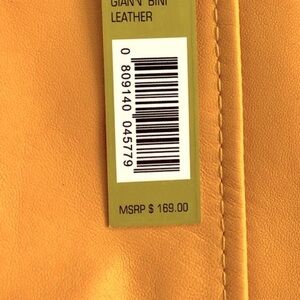 GIANNI BINI
LEATHER
0 809140 045779
MSRP $ 169.00